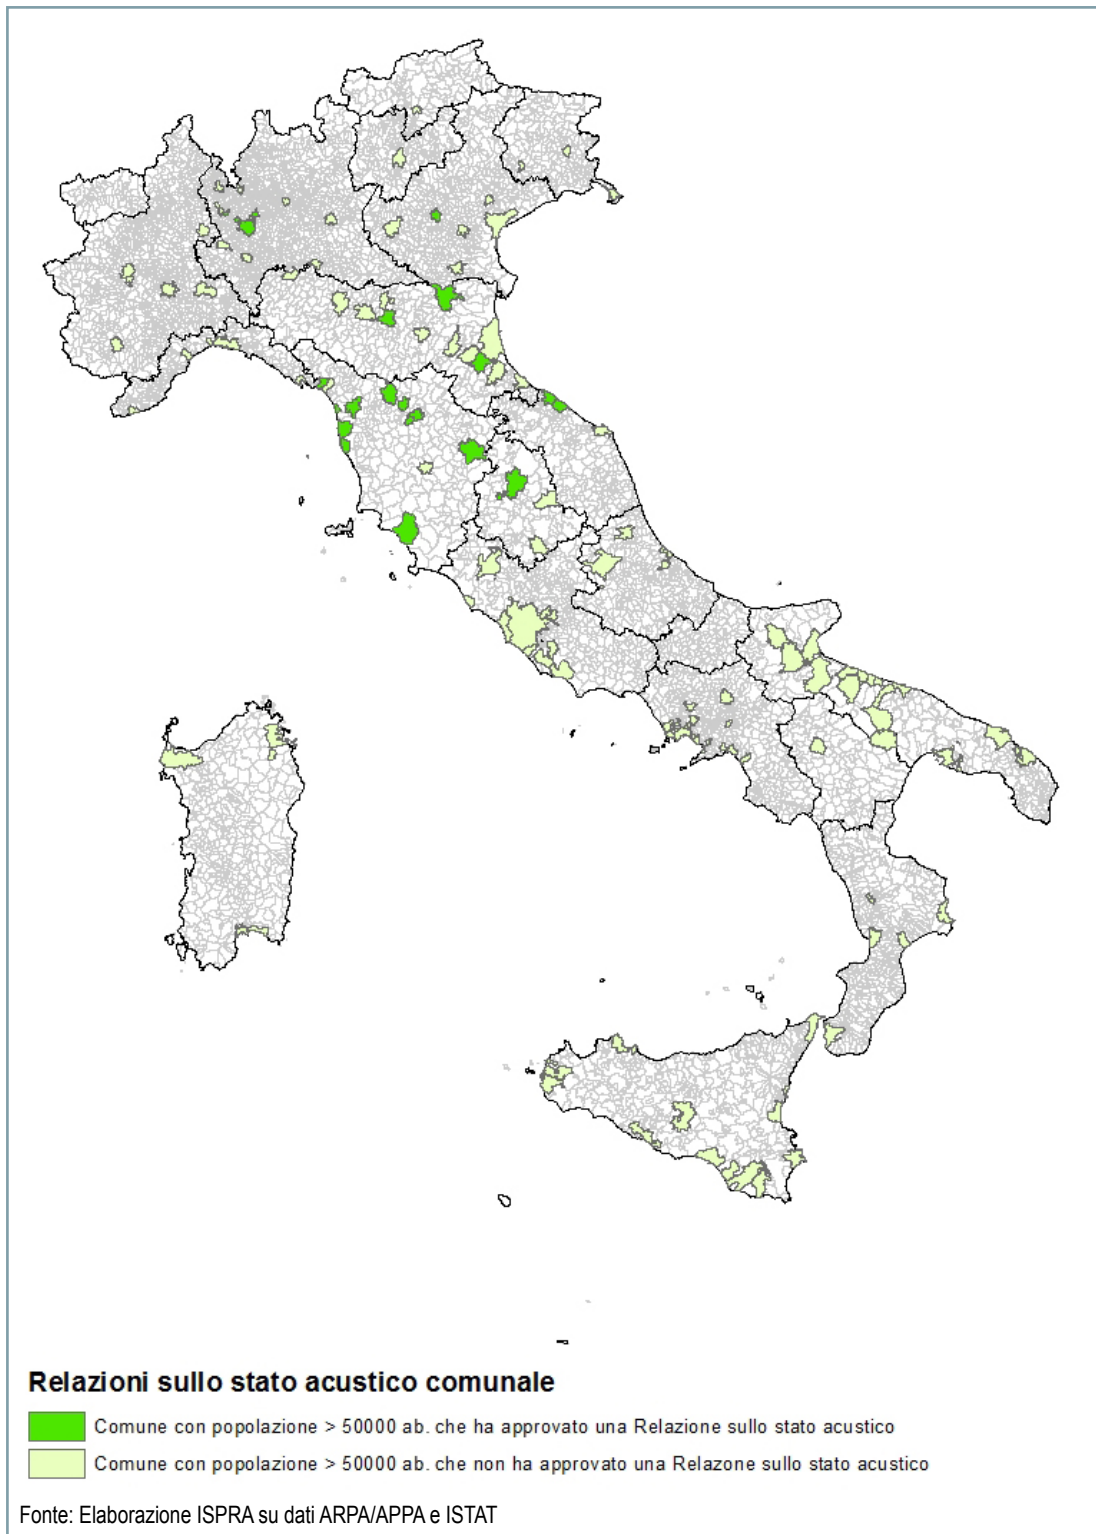 Relazioni sullo stato acustico comunale
Comune con popolazione > 50000 ab. che ha approvato una Relazione sullo stato acustico
Comune con popolazione > 50000 ab. che non ha approvato una Relazone sullo stato acustico
Fonte: Elaborazione ISPRA su dati ARPA/APPA e ISTAT